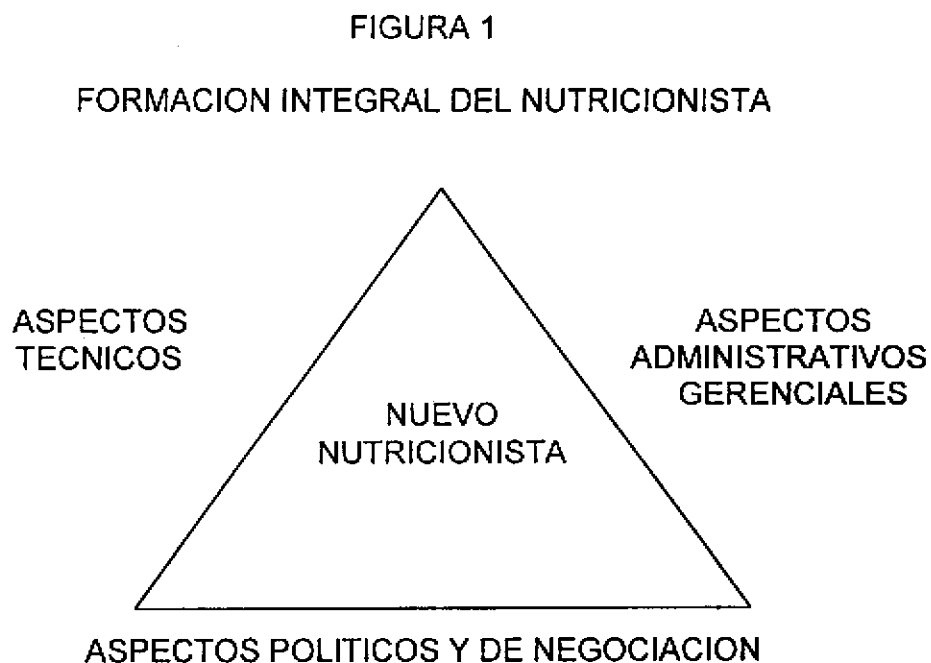 FIGURA 1
FORMACION INTEGRAL DEL NUTRICIONISTA
ASPECTOS
TECNICOS
ASPECTOS
ADMINISTRATIVOS
GERENCIALES
NUEVO
NUTRICIONISTA
ASPECTOS POLITICOS Y DE NEGOCIACION